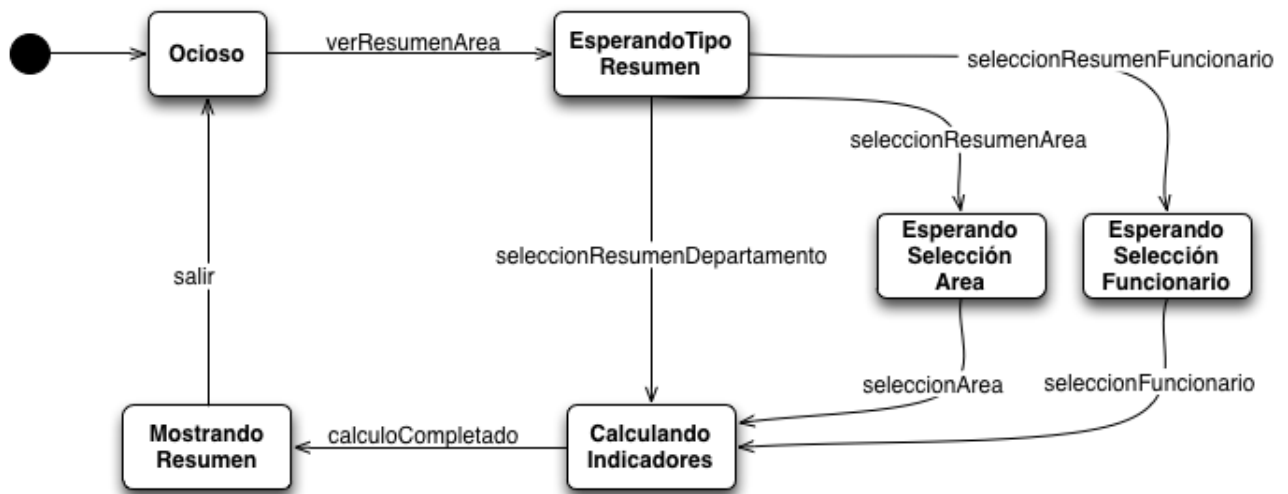 Ocioso
verResumenArea
EsperandoTipo
Resumen
seleccionResumenFuncionario
seleccionResumenArea
Esperando
Selección
Area
Esperando
Selección
Funcionario
seleccionResumenDepartamento
salir
seleccionArea
seleccionFuncionario
Mostrando
Resumen
calculoCompletado
Calculando
Indicadores